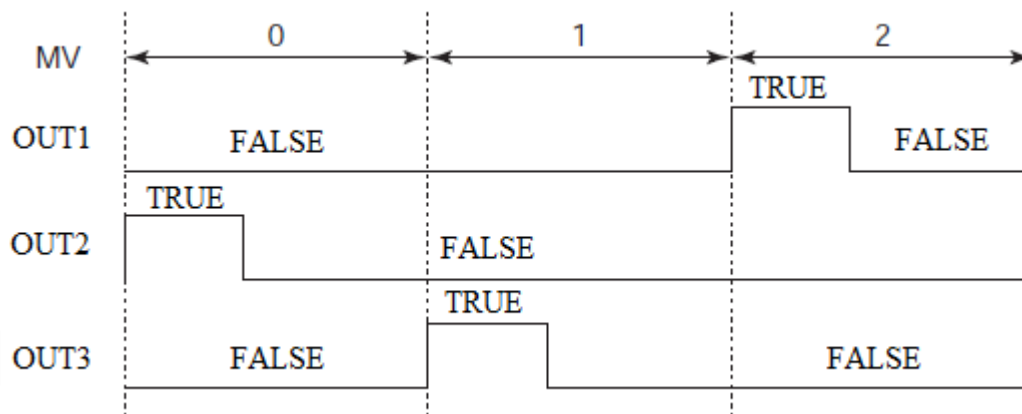 MV 0 1 2
TRUE
OUT1 FALSE FALSE
TRUE
OUT2 FALSE
TRUE
OUT3 FALSE FALSE